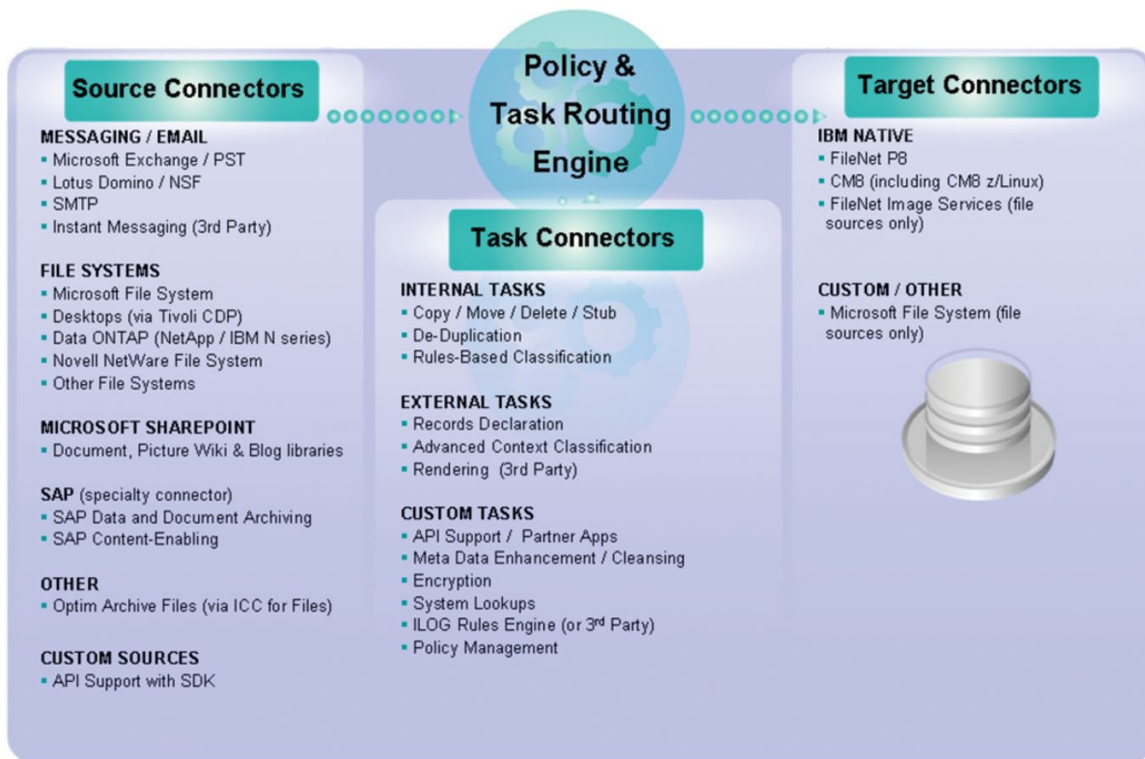 Source Connectors
MESSAGING / EMAIL
▪ Microsoft Exchange / PST
▪ Lotus Domino / NSF
▪ SMTP
▪ Instant Messaging (3rd Party)
FILE SYSTEMS
▪ Microsoft File System
▪ Desktops (via Tivoli CDP)
▪ Data ONTAP (NetApp / IBM N series)
▪ Novell NetWare File System
▪ Other File Systems
MICROSOFT SHAREPOINT
▪ Document, Picture Wiki & Blog libraries
SAP (specialty connector)
▪ SAP Data and Document Archiving
▪ SAP Content-Enabling
OTHER
▪ Optim Archive Files (via ICC for Files)
CUSTOM SOURCES
▪ API Support with SDK
Policy &
Task Routing
Engine
Task Connectors
INTERNAL TASKS
▪ Copy / Move / Delete / Stub
▪ De-Duplication
▪ Rules-Based Classification
EXTERNAL TASKS
▪ Records Declaration
▪ Advanced Context Classification
▪ Rendering (3rd Party)
CUSTOM TASKS
▪ API Support / Partner Apps
▪ Meta Data Enhancement / Cleansing
▪ Encryption
▪ System Lookups
▪ ILOG Rules Engine (or 3rd Party)
▪ Policy Management
Target Connectors
IBM NATIVE
▪ FileNet P8
▪ CM8 (including CM8 z/Linux)
▪ FileNet Image Services (file
sources only)
CUSTOM / OTHER
▪ Microsoft File System (file
sources only)